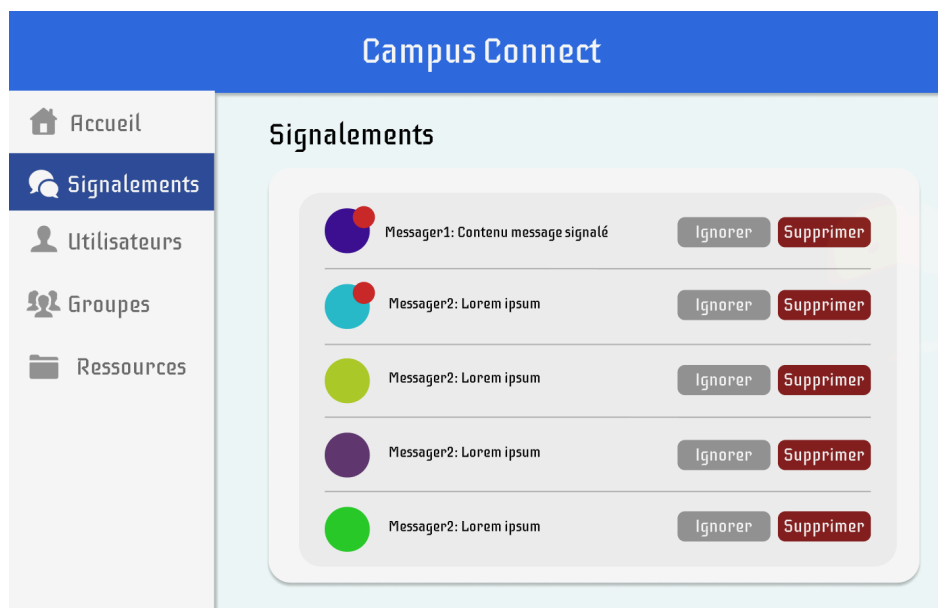 Campus Connect
Accueil
Signalements
Utilisateurs
Groupes
Ressources
Signalements
Messager1: Contenu message signalé
Ignorer
Supprimer
Messager2: Lorem ipsum
Ignorer
Supprimer
Messager2: Lorem ipsum
Ignorer
Supprimer
Messager2: Lorem ipsum
Ignorer
Supprimer
Messager2: Lorem ipsum
Ignorer
Supprimer